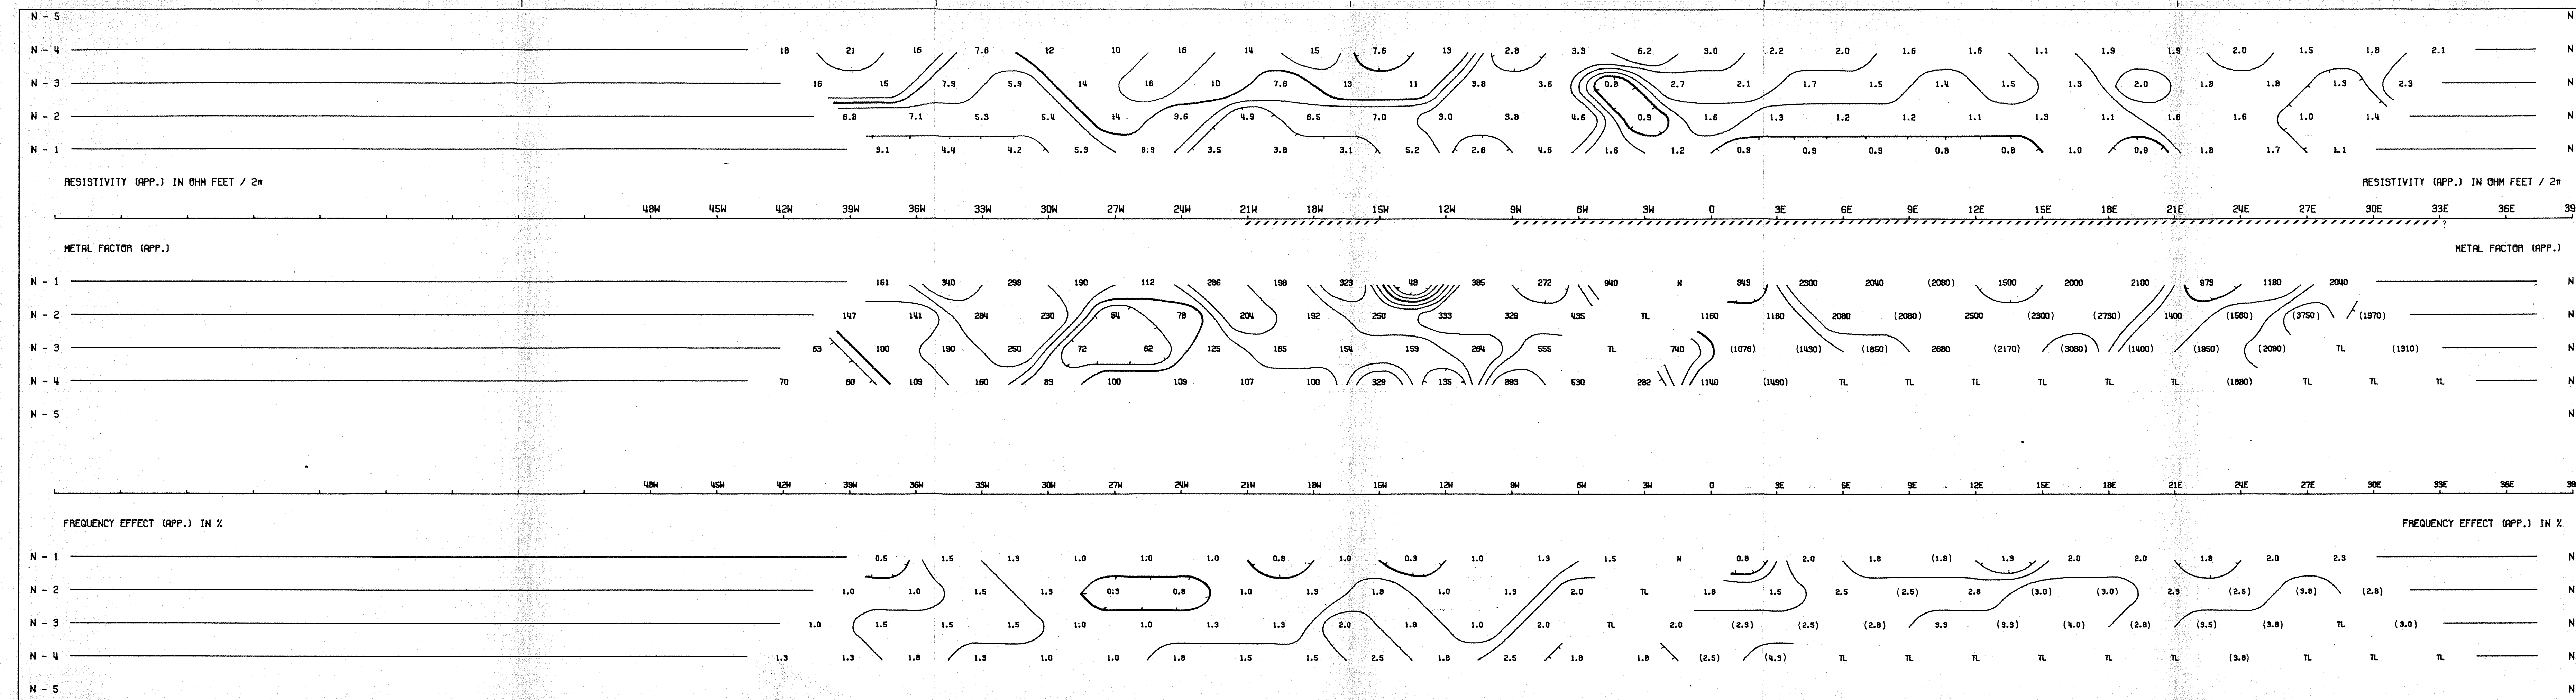 N - 5 N
N - 4 18 21 16 7.6 12 10 16 14 15 7.6 13 2.8 3.3 6.2 3.0 2.2 2.0 1.6 1.6 1.1 1.9 1.9 2.0 1.5 1.8 2.1 N
N - 3 16 15 7.9 5.9 14 16 10 7.6 13 11 3.8 3.6 0.8 2.7 2.1 1.7 1.5 1.4 1.5 1.3 2.0 1.8 1.8 1.3 2.3 N
N - 2 6.8 7.1 5.3 5.4 14 9.6 4.9 6.5 7.0 3.0 3.8 4.6 0.9 1.6 1.3 1.2 1.2 1.1 1.3 1.1 1.6 1.6 1.0 1.4 N
N - 1 3.1 4.4 4.2 5.3 8.9 3.5 3.8 3.1 5.2 2.6 4.6 1.6 1.2 0.9 0.9 0.9 0.8 0.8 1.0 0.9 1.8 1.7 1.1 N
RESISTIVITY (APP.) IN OHM FEET / 2π RESISTIVITY (APP.) IN OHM FEET / 2π
48W 45W 42W 39W 36W 33W 30W 27W 24W 21W 18W 15W 12W 9W 6W 3W 0 3E 6E 9E 12E 15E 18E 21E 24E 27E 30E 33E 36E 39
?
METAL FACTOR (APP.) METAL FACTOR (APP.)
N - 1 161 340 298 190 112 286 198 323 48 385 272 940 N 843 2300 2040 (2080) 1500 2000 2100 973 1180 2040 N
N - 2 147 141 284 230 54 78 204 192 250 333 329 435 TL 1160 1160 2080 (2080) 2500 (2300) (2730) 1400 (1560) (3750) (1970) N
N - 3 63 100 190 250 72 62 125 165 154 159 264 555 TL 740 (1076) (1430) (1850) 2680 (2170) (3080) (1400) (1950) (2080) TL (1310) N
N - 4 70 60 109 160 83 100 109 107 100 329 135 893 530 282 1140 (1490) TL TL TL TL TL TL (1880) TL TL TL N
N - 5 N
48W 45W 42W 39W 36W 33W 30W 27W 24W 21W 18W 15W 12W 9W 6W 3W 0 3E 6E 9E 12E 15E 18E 21E 24E 27E 30E 33E 36E 39
FREQUENCY EFFECT (APP.) IN % FREQUENCY EFFECT (APP.) IN %
N - 1 0.5 1.5 1.3 1.0 1.0 1.0 0.8 1.0 0.3 1.0 1.3 1.5 N 0.8 2.0 1.8 (1.8) 1.3 2.0 2.0 1.8 2.0 2.3 N
N - 2 1.0 1.0 1.5 1.3 0.3 0.8 1.0 1.3 1.8 1.0 1.3 2.0 TL 1.8 1.5 2.5 (2.5) 2.8 (3.0) (3.0) 2.3 (2.5) (3.8) (2.8) N
N - 3 1.0 1.5 1.5 1.5 1.0 1.0 1.3 1.3 2.0 1.8 1.0 2.0 TL 2.0 (2.3) (2.5) (2.8) 3.3 (3.3) (4.0) (2.8) (3.5) (3.8) TL (3.0) N
N - 4 1.3 1.3 1.8 1.3 1.0 1.0 1.8 1.5 1.5 2.5 1.8 2.5 1.8 1.8 (2.5) (4.3) TL TL TL TL TL TL (3.8) TL TL TL N
N - 5 N